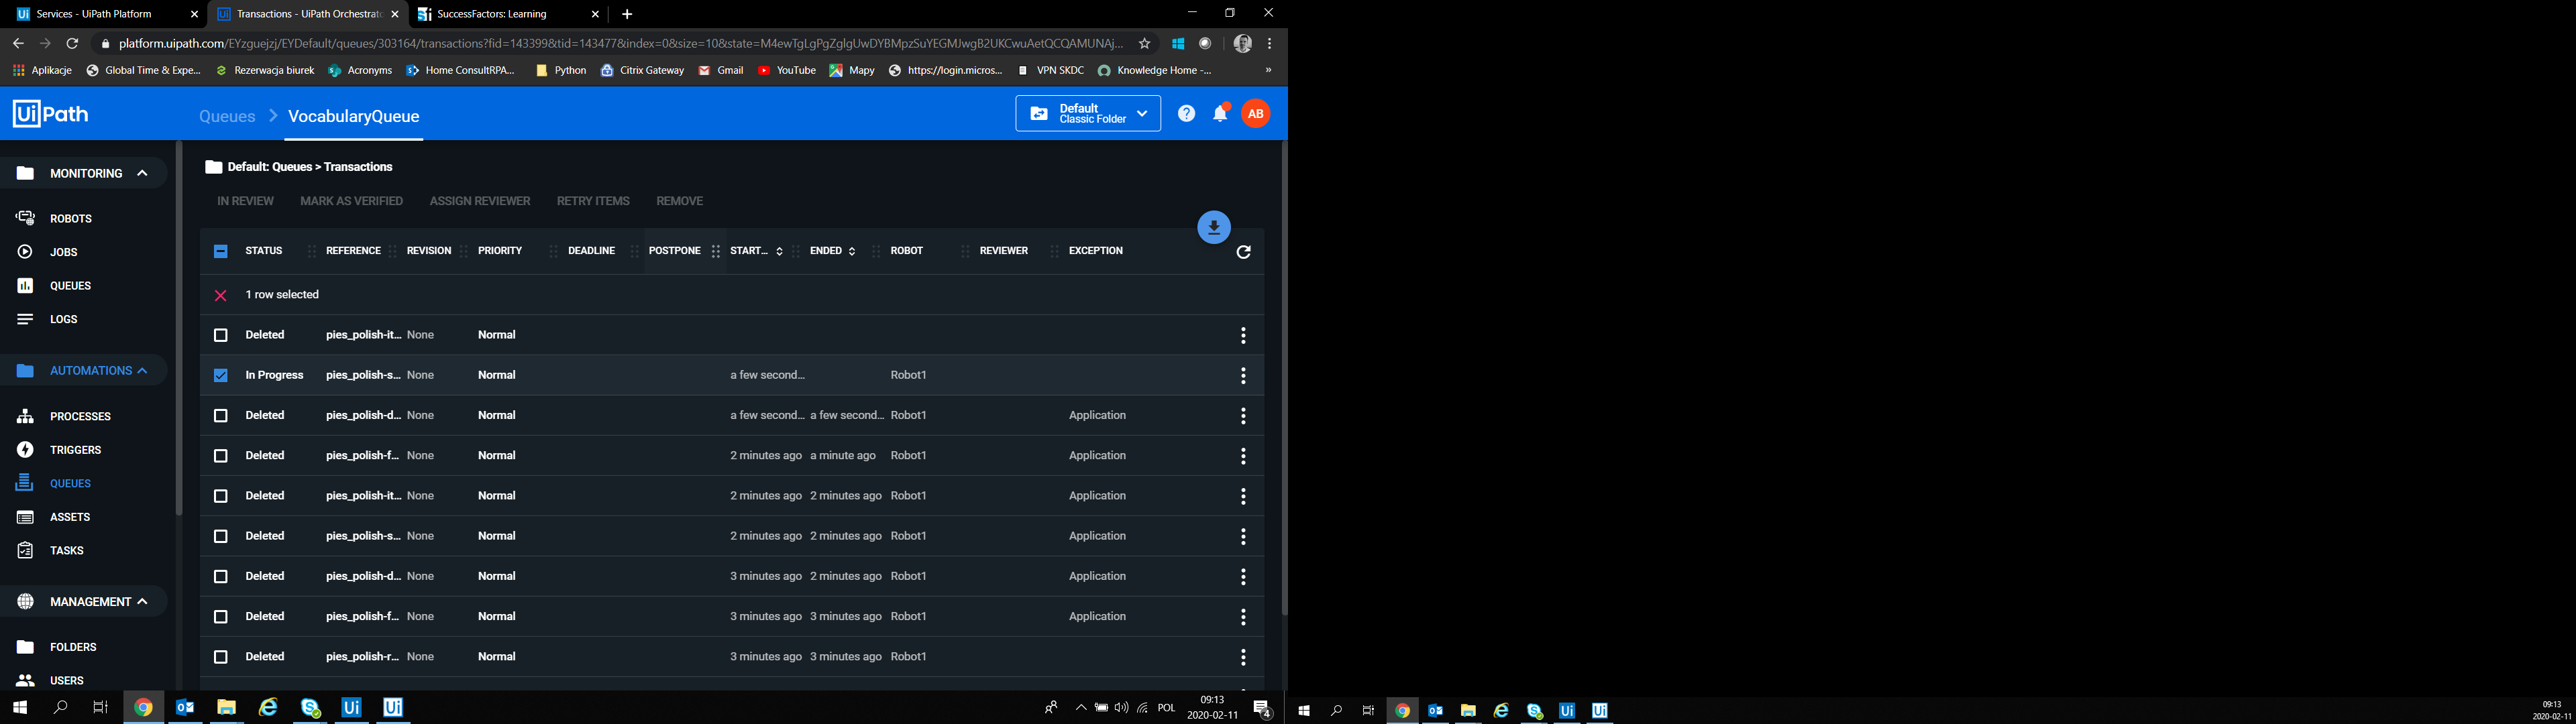 Services - UiPath Platform
Transactions - UiPath Orchestrato
SuccessFactors: Learning
platform.uipath.com/EYzguejzj/EYDefault/queues/303164/transactions?fid=143399&tid=143477&index=0&size=10&state=M4ewTgLgPgZglgUwDYBMpzSuYEGMJwgB2UKCwuAetQCQAMUNAj...
Aplikacje Global Time & Expe... Rezerwacja biurek Acronyms Home ConsultRPA... Python Citrix Gateway Gmail YouTube Mapy https://login.micros... VPN SKDC Knowledge Home -... »
UiPath
Queues VocabularyQueue
Default
Classic Folder
AB
MONITORING
ROBOTS
JOBS
QUEUES
LOGS
AUTOMATIONS
PROCESSES
TRIGGERS
QUEUES
ASSETS
TASKS
MANAGEMENT
FOLDERS
USERS
Default: Queues > Transactions
IN REVIEW MARK AS VERIFIED ASSIGN REVIEWER RETRY ITEMS REMOVE
STATUS REFERENCE REVISION PRIORITY DEADLINE POSTPONE START... ENDED ROBOT REVIEWER EXCEPTION
1 row selected
Deleted pies_polish-it... None Normal
In Progress pies_polish-s... None Normal a few second... Robot1
Deleted pies_polish-d... None Normal a few second... a few second... Robot1 Application
Deleted pies_polish-f... None Normal 2 minutes ago a minute ago Robot1 Application
Deleted pies_polish-it... None Normal 2 minutes ago 2 minutes ago Robot1 Application
Deleted pies_polish-s... None Normal 2 minutes ago 2 minutes ago Robot1 Application
Deleted pies_polish-d... None Normal 3 minutes ago 2 minutes ago Robot1 Application
Deleted pies_polish-f... None Normal 3 minutes ago 3 minutes ago Robot1 Application
Deleted pies_polish-r... None Normal 3 minutes ago 3 minutes ago Robot1
POL
09:13
2020-02-11
4
09:13
2020-02-11